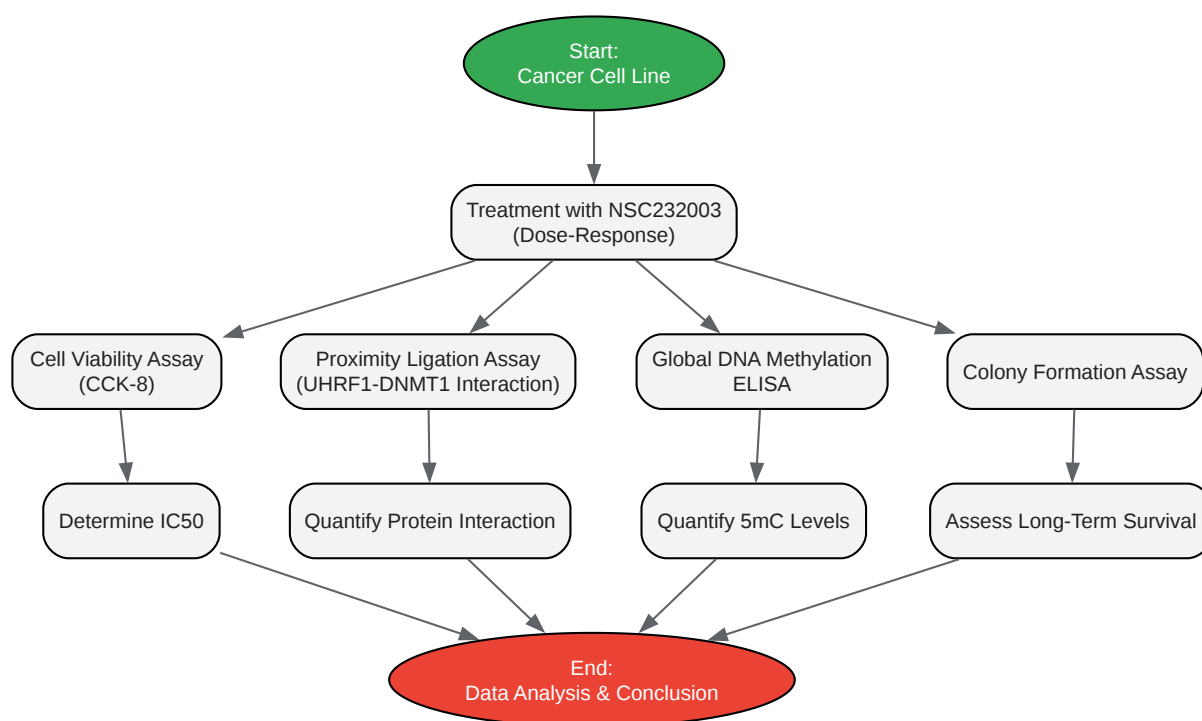 Start:
Cancer Cell Line
Treatment with NSC232003
(Dose-Response)
Cell Viability Assay
(CCK-8)
Proximity Ligation Assay
(UHRF1-DNMT1 Interaction)
Global DNA Methylation
ELISA
Colony Formation Assay
Determine IC50
Quantify Protein Interaction
Quantify 5mC Levels
Assess Long-Term Survival
End:
Data Analysis & Conclusion